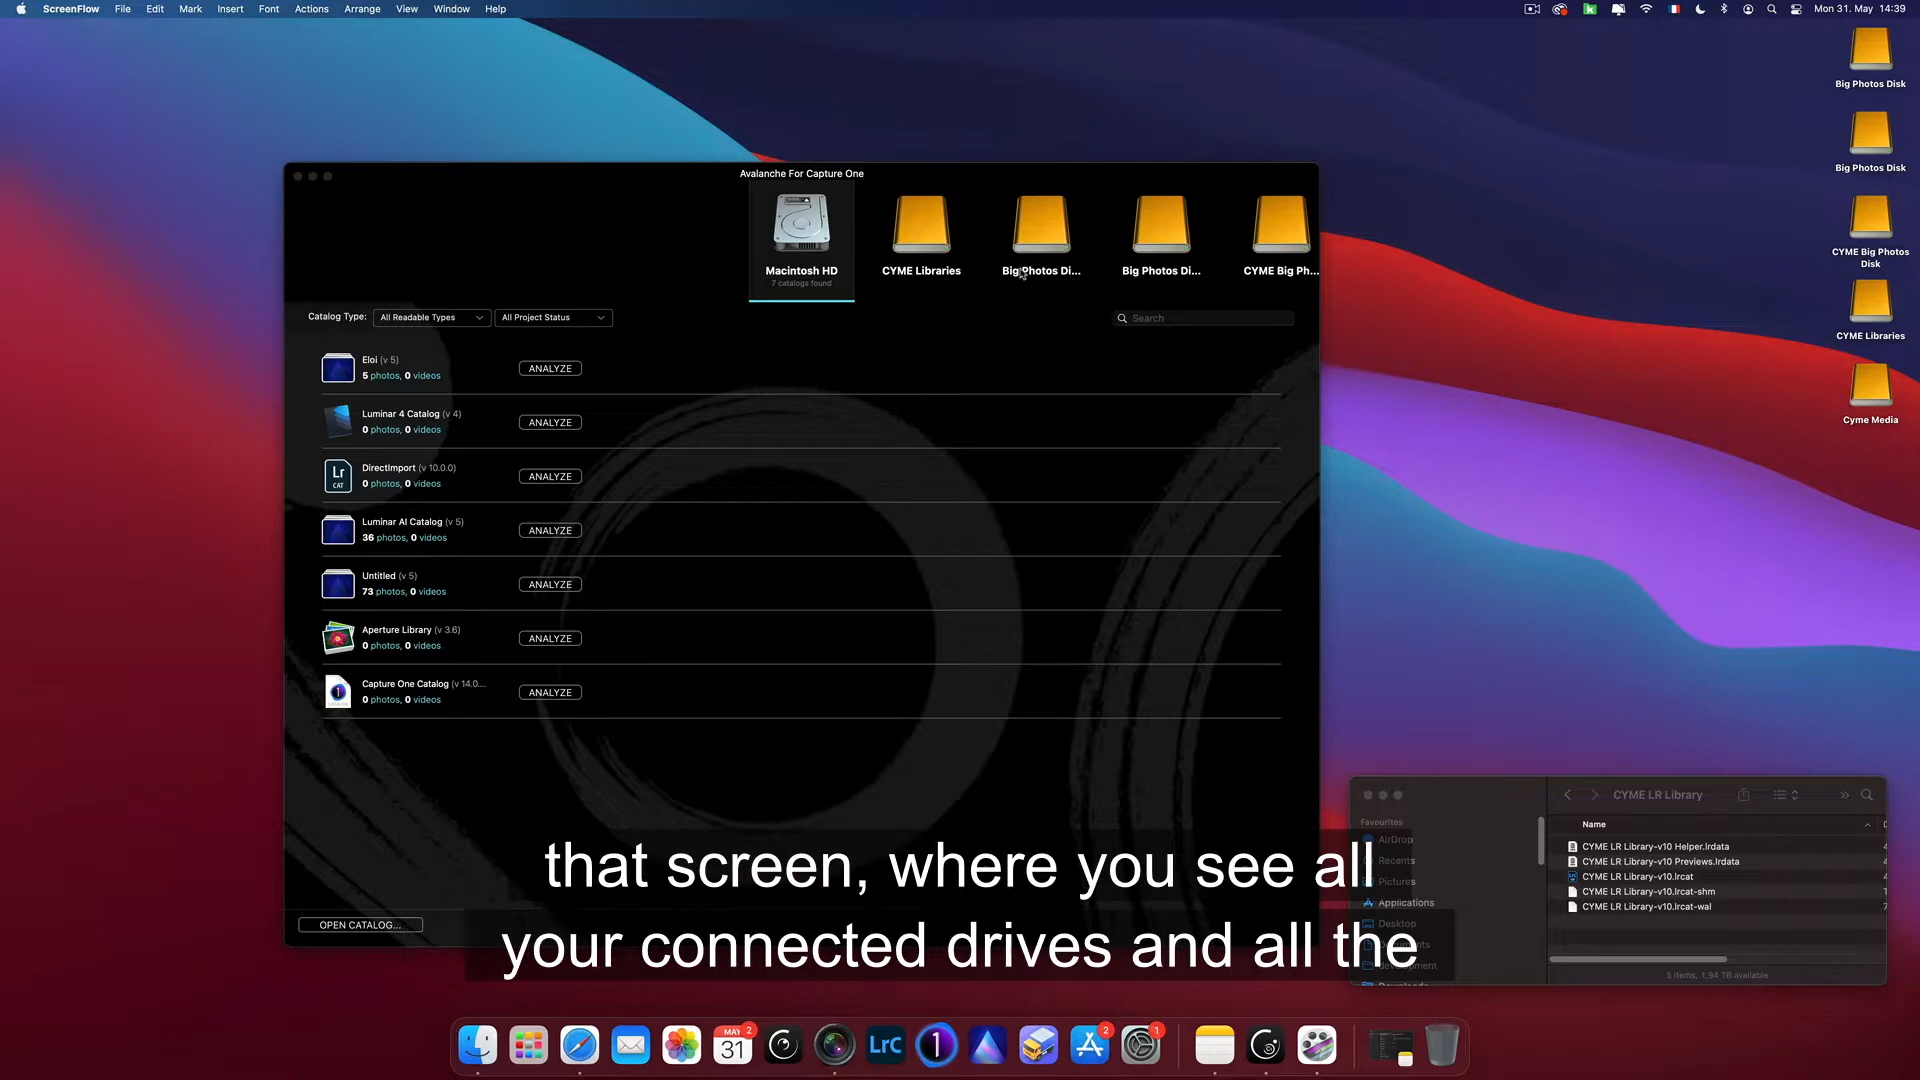 ScreenFlow File Edit Mark Insert Font Actions Arrange View Window Help
Mon 31. May 14:39
Big Photos Disk
Big Photos Disk
CYME Big Photos
Disk
CYME Libraries
Cyme Media
Avalanche For Capture One
Macintosh HD
7 catalogs found
CYME Libraries
Big Photos Di...
Big Photos Di...
CYME Big Ph...
Catalog Type: All Readable Types All Project Status
Search
Eloi (v 5)
5 photos, 0 videos
ANALYZE
Luminar 4 Catalog (v 4)
0 photos, 0 videos
ANALYZE
Lr
CAT
DirectImport (v 10.0.0)
0 photos, 0 videos
ANALYZE
Luminar AI Catalog (v 5)
36 photos, 0 videos
ANALYZE
Untitled (v 5)
73 photos, 0 videos
ANALYZE
Aperture Library (v 3.6)
0 photos, 0 videos
ANALYZE
Capture One Catalog (v 14.0....
0 photos, 0 videos
ANALYZE
OPEN CATALOG...
CYME LR Library
Favourites
AirDrop
Recents
Pictures
Applications
Desktop
Name
CYME LR Library-v10 Helper.lrdata
CYME LR Library-v10 Previews.lrdata
CYME LR Library-v10.lrcat
CYME LR Library-v10.lrcat-shm
CYME LR Library-v10.lrcat-wal
5 items, 1,94 TB available
that screen, where you see all
your connected drives and all the
MAY
31
2
LrC
1
2
1